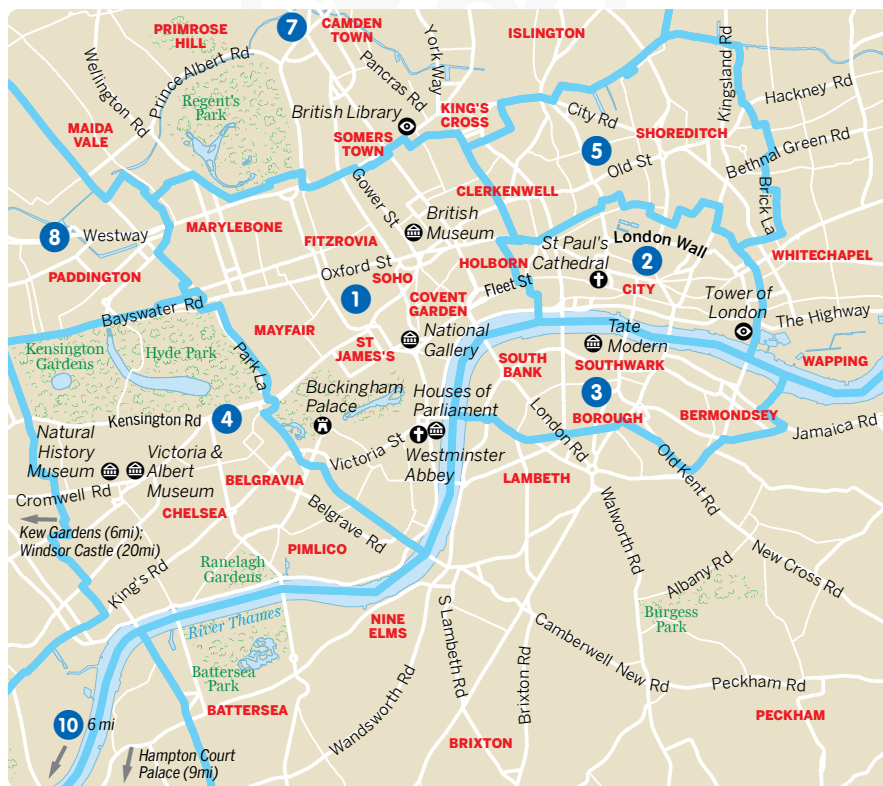 PRIMROSE
HILL
7
CAMDEN
TOWN
ISLINGTON
Wellington Rd
Prince Albert Rd
Pancras Rd
York Way
Kingsland Rd
Hackney Rd
Regent's
Park
British Library
KING'S
CROSS
City Rd
MAIDA
VALE
SOMERS
TOWN
5
SHOREDITCH
Old St
Bethnal Green Rd
Gower St
CLERKENWELL
Brick La
8
Westway
MARYLEBONE
FITZROVIA
British
Museum
St Paul's
Cathedral
London Wall
2
CITY
WHITECHAPEL
PADDINGTON
Oxford St
SOHO
HOLBORN
Fleet St
Tower of
London
Bayswater Rd
1
COVENT
GARDEN
The Highway
MAYFAIR
National
Gallery
Tate
Modern
Kensington
Gardens
Hyde Park
Park La
ST
JAMES'S
SOUTH
BANK
SOUTHWARK
WAPPING
Buckingham
Palace
Houses of
Parliament
3
BOROUGH
BERMONDSEY
Kensington Rd
4
London Rd
Jamaica Rd
Natural
History
Museum
Victoria &
Albert
Museum
Victoria St
Westminster
Abbey
Old Kent Rd
Cromwell Rd
BELGRAVIA
LAMBETH
CHELSEA
Belgrave Rd
Walworth Rd
Kew Gardens (6mi);
Windsor Castle (20mi)
PIMLICO
New Cross Rd
Ranelagh
Gardens
King's Rd
Albany Rd
Burgess
Park
River Thames
NINE
ELMS
S Lambeth Rd
Camberwell New Rd
Battersea
Park
Brixton Rd
Peckham Rd
BATTERSEA
Wandsworth Rd
PECKHAM
10
6mi
BRIXTON
Hampton Court
Palace (9mi)